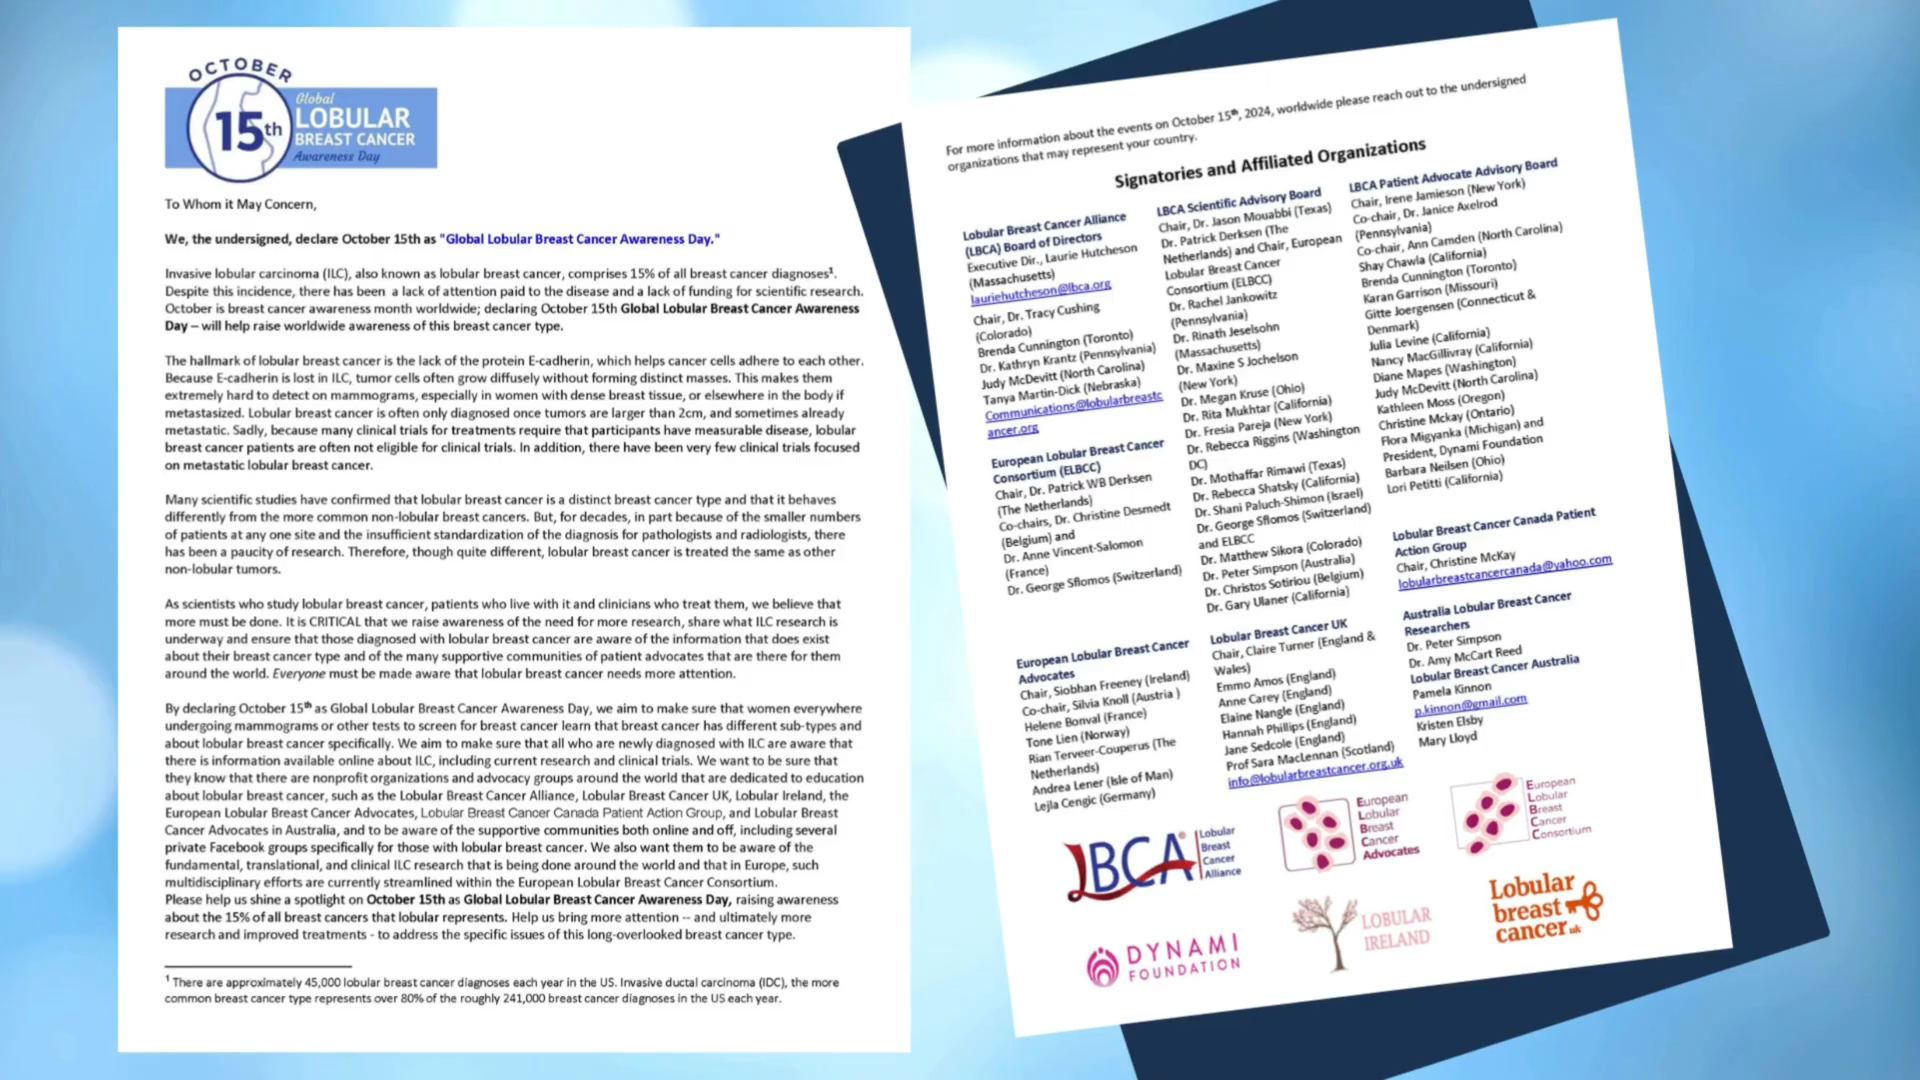 OCTOBER
15th
Global
LOBULAR
BREAST CANCER
Awareness Day
To Whom it May Concern,
We, the undersigned, declare October 15th as "Global Lobular Breast Cancer Awareness Day."
Invasive lobular carcinoma (ILC), also known as lobular breast cancer, comprises 15% of all breast cancer diagnoses¹.
Despite this incidence, there has been a lack of attention paid to the disease and a lack of funding for scientific research.
October is breast cancer awareness month worldwide; declaring October 15th Global Lobular Breast Cancer Awareness
Day – will help raise worldwide awareness of this breast cancer type.
The hallmark of lobular breast cancer is the lack of the protein E-cadherin, which helps cancer cells adhere to each other.
Because E-cadherin is lost in ILC, tumor cells often grow diffusely without forming distinct masses. This makes them
extremely hard to detect on mammograms, especially in women with dense breast tissue, or elsewhere in the body if
metastasized. Lobular breast cancer is often only diagnosed once tumors are larger than 2cm, and sometimes already
metastatic. Sadly, because many clinical trials for treatments require that participants have measurable disease, lobular
breast cancer patients are often not eligible for clinical trials. In addition, there have been very few clinical trials focused
on metastatic lobular breast cancer.
Many scientific studies have confirmed that lobular breast cancer is a distinct breast cancer type and that it behaves
differently from the more common non-lobular breast cancers. But, for decades, in part because of the smaller numbers
of patients at any one site and the insufficient standardization of the diagnosis for pathologists and radiologists, there
has been a paucity of research. Therefore, though quite different, lobular breast cancer is treated the same as other
non-lobular tumors.
As scientists who study lobular breast cancer, patients who live with it and clinicians who treat them, we believe that
more must be done. It is CRITICAL that we raise awareness of the need for more research, share what ILC research is
underway and ensure that those diagnosed with lobular breast cancer are aware of the information that does exist
about their breast cancer type and of the many supportive communities of patient advocates that are there for them
around the world. Everyone must be made aware that lobular breast cancer needs more attention.
By declaring October 15th as Global Lobular Breast Cancer Awareness Day, we aim to make sure that women everywhere
undergoing mammograms or other tests to screen for breast cancer learn that breast cancer has different sub-types and
about lobular breast cancer specifically. We aim to make sure that all who are newly diagnosed with ILC are aware that
there is information available online about ILC, including current research and clinical trials. We want to be sure that
they know that there are nonprofit organizations and advocacy groups around the world that are dedicated to education
about lobular breast cancer, such as the Lobular Breast Cancer Alliance, Lobular Breast Cancer UK, Lobular Ireland, the
European Lobular Breast Cancer Advocates, Lobular Breast Cancer Canada Patient Action Group, and Lobular Breast
Cancer Advocates in Australia, and to be aware of the supportive communities both online and off, including several
private Facebook groups specifically for those with lobular breast cancer. We also want them to be aware of the
fundamental, translational, and clinical ILC research that is being done around the world and that in Europe, such
multidisciplinary efforts are currently streamlined within the European Lobular Breast Cancer Consortium.
Please help us shine a spotlight on October 15th as Global Lobular Breast Cancer Awareness Day, raising awareness
about the 15% of all breast cancers that lobular represents. Help us bring more attention -- and ultimately more
research and improved treatments - to address the specific issues of this long-overlooked breast cancer type.
¹ There are approximately 45,000 lobular breast cancer diagnoses each year in the US. Invasive ductal carcinoma (IDC), the more
common breast cancer type represents over 80% of the roughly 241,000 breast cancer diagnoses in the US each year.
For more information about the events on October 15th, 2024, worldwide please reach out to the undersigned
organizations that may represent your country.
Signatories and Affiliated Organizations
Lobular Breast Cancer Alliance
(LBCA) Board of Directors
Executive Dir., Laurie Hutcheson
(Massachusetts)
lauriehutcheson@lbca.org
Chair, Dr. Tracy Cushing
(Colorado)
Brenda Cunnington (Toronto)
Dr. Kathryn Krantz (Pennsylvania)
Judy McDevitt (North Carolina)
Tanya Martin-Dick (Nebraska)
Communications@lobularbreastc
ancer.org
European Lobular Breast Cancer
Consortium (ELBCC)
Chair, Dr. Patrick WB Derksen
(The Netherlands)
Co-chairs, Dr. Christine Desmedt
(Belgium) and
Dr. Anne Vincent-Salomon
(France)
Dr. George Sflomos (Switzerland)
European Lobular Breast Cancer
Advocates
Chair, Siobhan Freeney (Ireland)
Co-chair, Silvia Knoll (Austria )
Helene Bonval (France)
Tone Lien (Norway)
Rian Terveer-Couperus (The
Netherlands)
Andrea Lener (Isle of Man)
Lejla Cengic (Germany)
LBCA Scientific Advisory Board
Chair, Dr. Jason Mouabbi (Texas)
Dr. Patrick Derksen (The
Netherlands) and Chair, European
Lobular Breast Cancer
Consortium (ELBCC)
Dr. Rachel Jankowitz
(Pennsylvania)
Dr. Rinath Jeselsohn
(Massachusetts)
Dr. Maxine S Jochelson
(New York)
Dr. Megan Kruse (Ohio)
Dr. Rita Mukhtar (California)
Dr. Fresia Pareja (New York)
Dr. Rebecca Riggins (Washington
DC)
Dr. Mothaffar Rimawi (Texas)
Dr. Rebecca Shatsky (California)
Dr. Shani Paluch-Shimon (Israel)
Dr. George Sflomos (Switzerland)
and ELBCC
Dr. Matthew Sikora (Colorado)
Dr. Peter Simpson (Australia)
Dr. Christos Sotiriou (Belgium)
Dr. Gary Ulaner (California)
Lobular Breast Cancer UK
Chair, Claire Turner (England &
Wales)
Emmo Amos (England)
Anne Carey (England)
Elaine Nangle (England)
Hannah Phillips (England)
Jane Sedcole (England)
Prof Sara MacLennan (Scotland)
info@lobularbreastcancer.org.uk
LBCA Patient Advocate Advisory Board
Chair, Irene Jamieson (New York)
Co-chair, Dr. Janice Axelrod
(Pennsylvania)
Co-chair, Ann Camden (North Carolina)
Shay Chawla (California)
Brenda Cunnington (Toronto)
Karan Garrison (Missouri)
Gitte Joergensen (Connecticut &
Denmark)
Julia Levine (California)
Nancy MacGillivray (California)
Diane Mapes (Washington)
Judy McDevitt (North Carolina)
Kathleen Moss (Oregon)
Christine Mckay (Ontario)
Flora Migyanka (Michigan) and
President, Dynami Foundation
Barbara Neilsen (Ohio)
Lori Petitti (California)
Lobular Breast Cancer Canada Patient
Action Group
Chair, Christine McKay
lobularbreastcancercanada@yahoo.com
Australia Lobular Breast Cancer
Researchers
Dr. Peter Simpson
Dr. Amy McCart Reed
Lobular Breast Cancer Australia
Pamela Kinnon
p.kinnon@gmail.com
Kristen Elsby
Mary Lloyd
LBCA
Lobular
Breast
Cancer
Alliance
European
Lobular
Breast
Cancer
Advocates
European
Lobular
Breast
Cancer
Consortium
DYNAMI
FOUNDATION
LOBULAR
IRELAND
Lobular
breast
cancer.uk